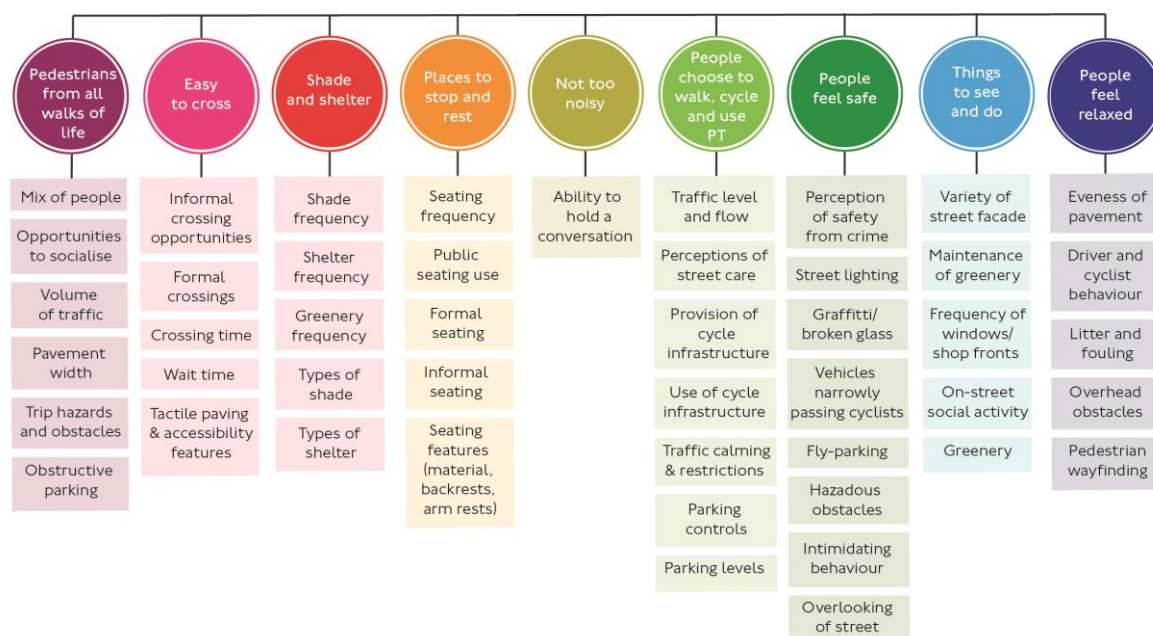 Pedestrians
from all
walks of
life
Mix of people
Opportunities
to socialise
Volume
of traffic
Pavement
width
Trip hazards
and obstacles
Obstructive
parking
Easy
to cross
Informal
crossing
opportunities
Formal
crossings
Crossing time
Wait time
Tactile paving
& accessibility
features
Shade
and shelter
Shade
frequency
Shelter
frequency
Greenery
frequency
Types of
shade
Types of
shelter
Places to
stop and
rest
Seating
frequency
Public
seating use
Formal
seating
Informal
seating
Seating
features
(material,
backrests,
arm rests)
Not too
noisy
Ability to
hold a
conversation
People
choose to
walk, cycle
and use
PT
Traffic level
and flow
Perceptions of
street care
Provision of
cycle
infrastructure
Use of cycle
infrastructure
Traffic calming
& restrictions
Parking
controls
Parking levels
People
feel safe
Perception
of safety
from crime
Street lighting
Graffitti/
broken glass
Vehicles
narrowly
passing cyclists
Fly-parking
Hazadous
obstacles
Intimidating
behaviour
Overlooking
of street
Things
to see
and do
Variety of
street facade
Maintenance
of greenery
Frequency of
windows/
shop fronts
On-street
social activity
Greenery
People
feel
relaxed
Eveness of
pavement
Driver and
cyclist
behaviour
Litter and
fouling
Overhead
obstacles
Pedestrian
wayfinding